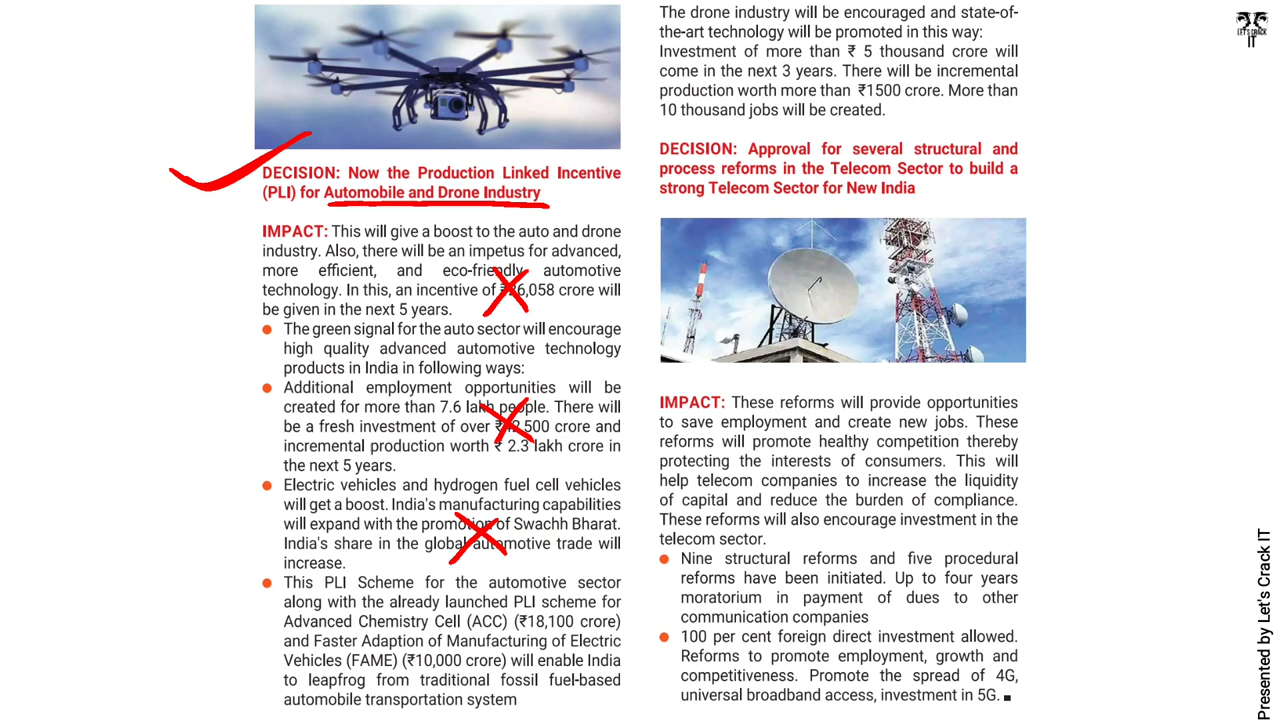 DECISION: Now the Production Linked Incentive
(PLI) for Automobile and Drone Industry
IMPACT: This will give a boost to the auto and drone
industry. Also, there will be an impetus for advanced,
more efficient, and eco-friendly automotive
technology. In this, an incentive of ₹26,058 crore will
be given in the next 5 years.
The green signal for the auto sector will encourage
high quality advanced automotive technology
products in India in following ways:
Additional employment opportunities will be
created for more than 7.6 lakh people. There will
be a fresh investment of over 500 crore and
incremental production worth ₹ 2.3 lakh crore in
the next 5 years.
Electric vehicles and hydrogen fuel cell vehicles
will get a boost. India's manufacturing capabilities
will expand with the promotion of Swachh Bharat.
India's share in the global automotive trade will
increase.
This PLI Scheme for the automotive sector
along with the already launched PLI scheme for
Advanced Chemistry Cell (ACC) (₹18,100 crore)
and Faster Adaption of Manufacturing of Electric
Vehicles (FAME) (₹10,000 crore) will enable India
to leapfrog from traditional fossil fuel-based
automobile transportation system
The drone industry will be encouraged and state-of-
the-art technology will be promoted in this way:
Investment of more than ₹ 5 thousand crore will
come in the next 3 years. There will be incremental
production worth more than ₹1500 crore. More than
10 thousand jobs will be created.
DECISION: Approval for several structural and
process reforms in the Telecom Sector to build a
strong Telecom Sector for New India
IMPACT: These reforms will provide opportunities
to save employment and create new jobs. These
reforms will promote healthy competition thereby
protecting the interests of consumers. This will
help telecom companies to increase the liquidity
of capital and reduce the burden of compliance.
These reforms will also encourage investment in the
telecom sector.
Nine structural reforms and five procedural
reforms have been initiated. Up to four years
moratorium in payment of dues to other
communication companies
100 per cent foreign direct investment allowed.
Reforms to promote employment, growth and
competitiveness. Promote the spread of 4G,
universal broadband access, investment in 5G.
LET'S CRACK
IT
Presented by Let's Crack IT